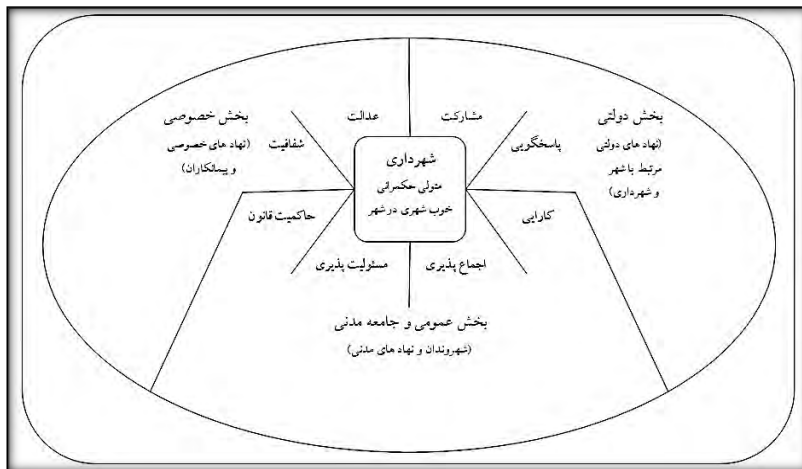 بخش دولتی
(نهاد های دولتی
مرتبط با شهر
و شهرداری)
بخش خصوصی
(نهاد های خصوصی
و پیمانکاران)
مشارکت
عدالت
پاسخگویی
شفافیت
شهرداری
متولی حکمرانی
خوب شهری در شهر
کارایی
حاکمیت قانون
اجماع پذیری
مسئولیت پذیری
بخش عمومی و جامعه مدنی
(شهروندان و نهاد های مدنی)